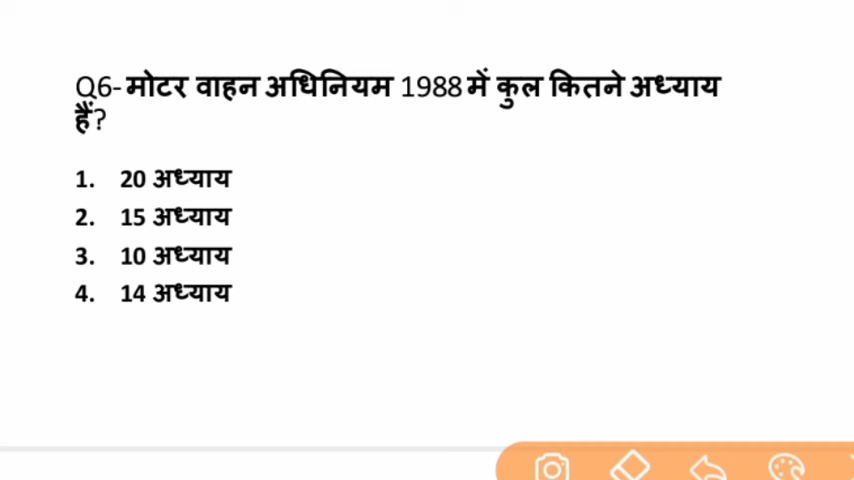 Q6- मोटर वाहन अधिनियम 1988 में कुल कितने अध्याय
हैं?
1. 20 अध्याय
2. 15 अध्याय
3. 10 अध्याय
4. 14 अध्याय